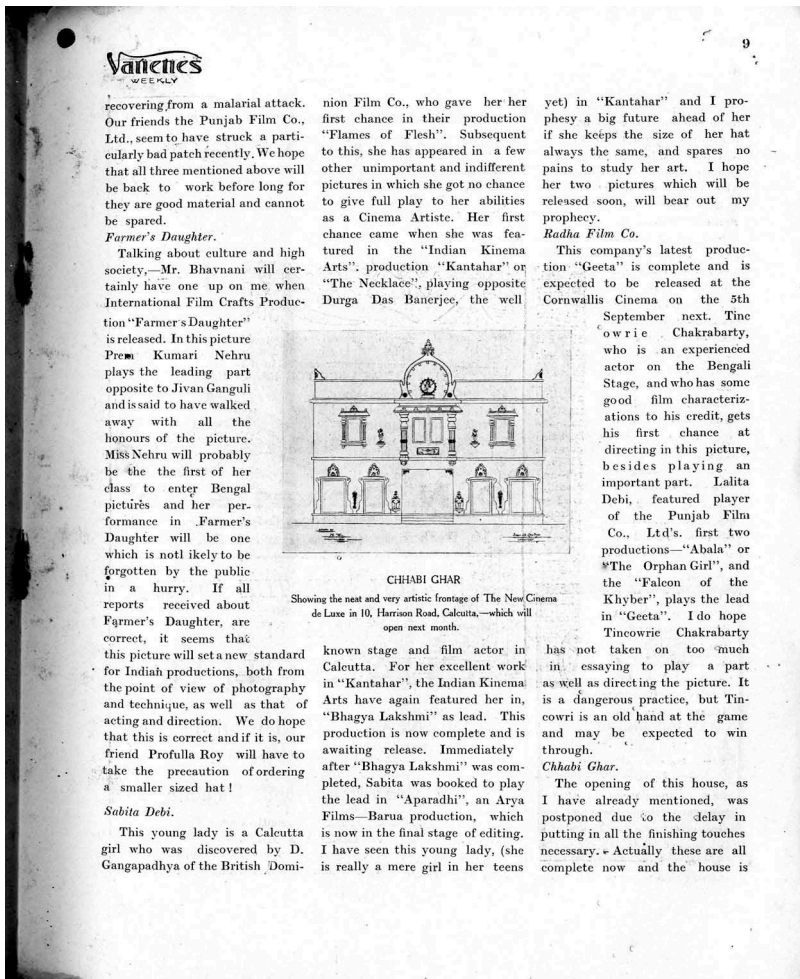 9
Varieties
WEEKLY
recovering from a malarial attack.
Our friends the Punjab Film Co.,
Ltd., seem to have struck a parti-
cularly bad patch recently. We hope
that all three mentioned above will
be back to work before long for
they are good material and cannot
be spared.
Farmer's Daughter.
Talking about culture and high
society,—Mr. Bhavnani will cer-
tainly have one up on me when
International Film Crafts Produc-
tion "Farmer's Daughter"
is released. In this picture
Prem Kumari Nehru
plays the leading part
opposite to Jivan Ganguli
and is said to have walked
away with all the
honours of the picture.
Miss Nehru will probably
be the the first of her
class to enter Bengal
pictures and her per-
formance in Farmer's
Daughter will be one
which is notl ikely to be
forgotten by the public
in a hurry. If all
reports received about
Farmer's Daughter, are
correct, it seems that
this picture will set a new standard
for Indian productions, both from
the point of view of photography
and technique, as well as that of
acting and direction. We do hope
that this is correct and if it is, our
friend Profulla Roy will have to
take the precaution of ordering
a smaller sized hat !
Sabita Debi.
This young lady is a Calcutta
girl who was discovered by D.
Gangapadhya of the British Domi-
nion Film Co., who gave her her
first chance in their production
"Flames of Flesh". Subsequent
to this, she has appeared in a few
other unimportant and indifferent
pictures in which she got no chance
to give full play to her abilities
as a Cinema Artiste. Her first
chance came when she was fea-
tured in the "Indian Kinema
Arts". production "Kantahar" or
"The Necklace", playing opposite
Durga Das Banerjee, the well
CHHABI GHAR
Showing the neat and very artistic frontage of The New Cinema
de Luxe in 10, Harrison Road, Calcutta,—which will
open next month.
known stage and film actor in
Calcutta. For her excellent work
in "Kantahar", the Indian Kinema
Arts have again featured her in,
"Bhagya Lakshmi" as lead. This
production is now complete and is
awaiting release. Immediately
after "Bhagya Lakshmi" was com-
pleted, Sabita was booked to play
the lead in "Aparadhi", an Arya
Films—Barua production, which
is now in the final stage of editing.
I have seen this young lady, (she
is really a mere girl in her teens
yet) in "Kantahar" and I pro-
phesy a big future ahead of her
if she keeps the size of her hat
always the same, and spares no
pains to study her art. I hope
her two pictures which will be
released soon, will bear out my
prophecy.
Radha Film Co.
This company's latest produc-
tion "Geeta" is complete and is
expected to be released at the
Cornwallis Cinema on the 5th
September next. Tinc
owrie Chakrabarty,
who is an experienced
actor on the Bengali
Stage, and who has some
good film characteriz-
ations to his credit, gets
his first chance at
directing in this picture,
besides playing an
important part. Lalita
Debi, featured player
of the Punjab Film
Co., Ltd's. first two
productions—"Abala" or
"The Orphan Girl", and
the "Falcon of the
Khyber", plays the lead
in "Geeta". I do hope
Tincowrie Chakrabarty
has not taken on too much
in essaying to play a part
as well as directing the picture. It
is a dangerous practice, but Tin-
cowri is an old hand at the game
and may be expected to win
through.
Chhabi Ghar.
The opening of this house, as
I have already mentioned, was
postponed due to the delay in
putting in all the finishing touches
necessary. Actually these are all
complete now and the house is